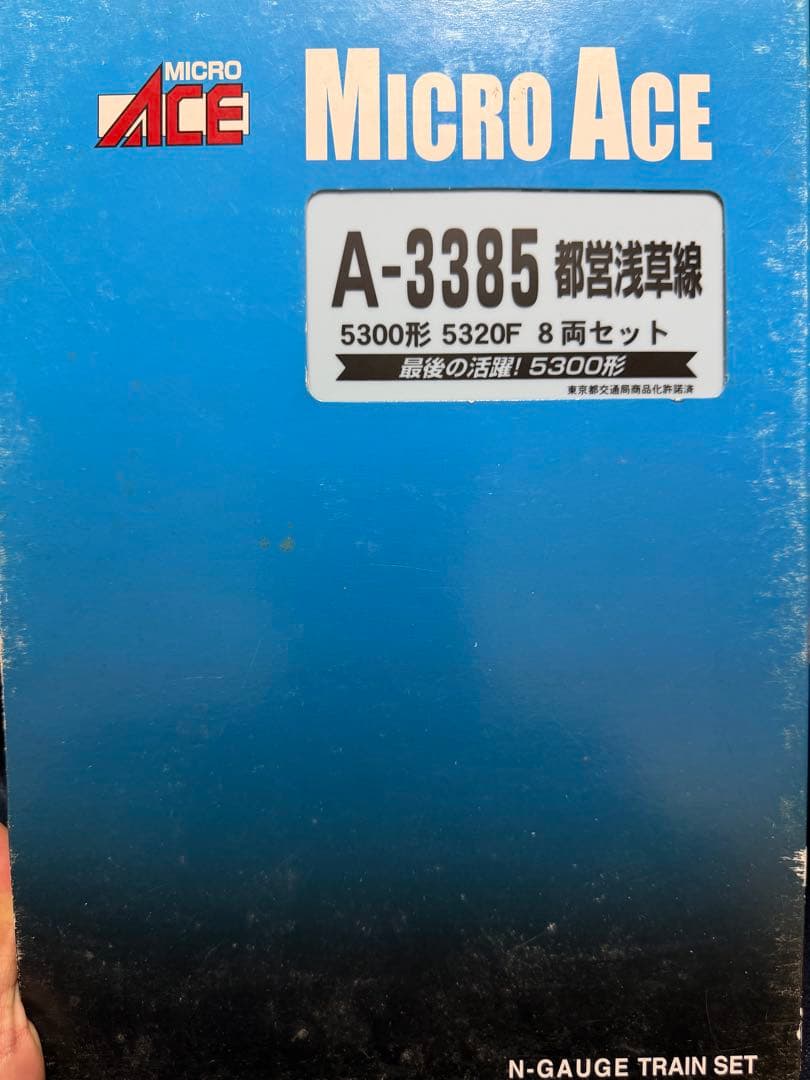 MICRO
ACE
MICRO ACE
A-3385 都営浅草線
5300形 5320F 8両セット
最後の活躍! 5300形
東京都交通局商品化許諾済
N-GAUGE TRAIN SET